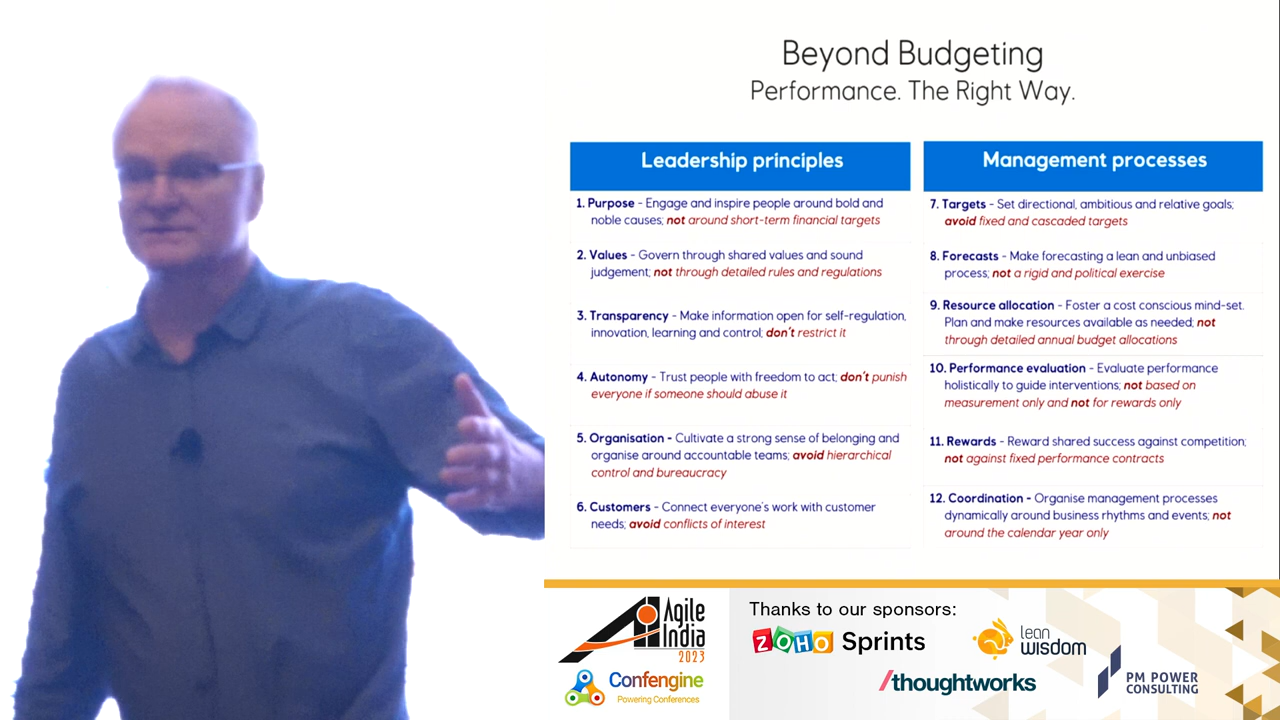 Beyond Budgeting
Performance. The Right Way.
Leadership principles
1. Purpose - Engage and inspire people around bold and
noble causes; not around short-term financial targets
2. Values - Govern through shared values and sound
judgement; not through detailed rules and regulations
3. Transparency - Make information open for self-regulation,
innovation, learning and control; don't restrict it
4. Autonomy - Trust people with freedom to act; don't punish
everyone if someone should abuse it
5. Organisation - Cultivate a strong sense of belonging and
organise around accountable teams; avoid hierarchical
control and bureaucracy
6. Customers - Connect everyone's work with customer
needs; avoid conflicts of interest
Management processes
7. Targets - Set directional, ambitious and relative goals;
avoid fixed and cascaded targets
8. Forecasts - Make forecasting a lean and unbiased
process; not a rigid and political exercise
9. Resource allocation - Foster a cost conscious mind-set.
Plan and make resources available as needed; not
through detailed annual budget allocations
10. Performance evaluation - Evaluate performance
holistically to guide interventions; not based on
measurement only and not for rewards only
11. Rewards - Reward shared success against competition;
not against fixed performance contracts
12. Coordination - Organise management processes
dynamically around business rhythms and events; not
around the calendar year only
Agile
India
2023
Confengine
Powering Conferences
Thanks to our sponsors:
ZOHO Sprints
lean
wisdom
/thoughtworks
PM POWER
CONSULTING